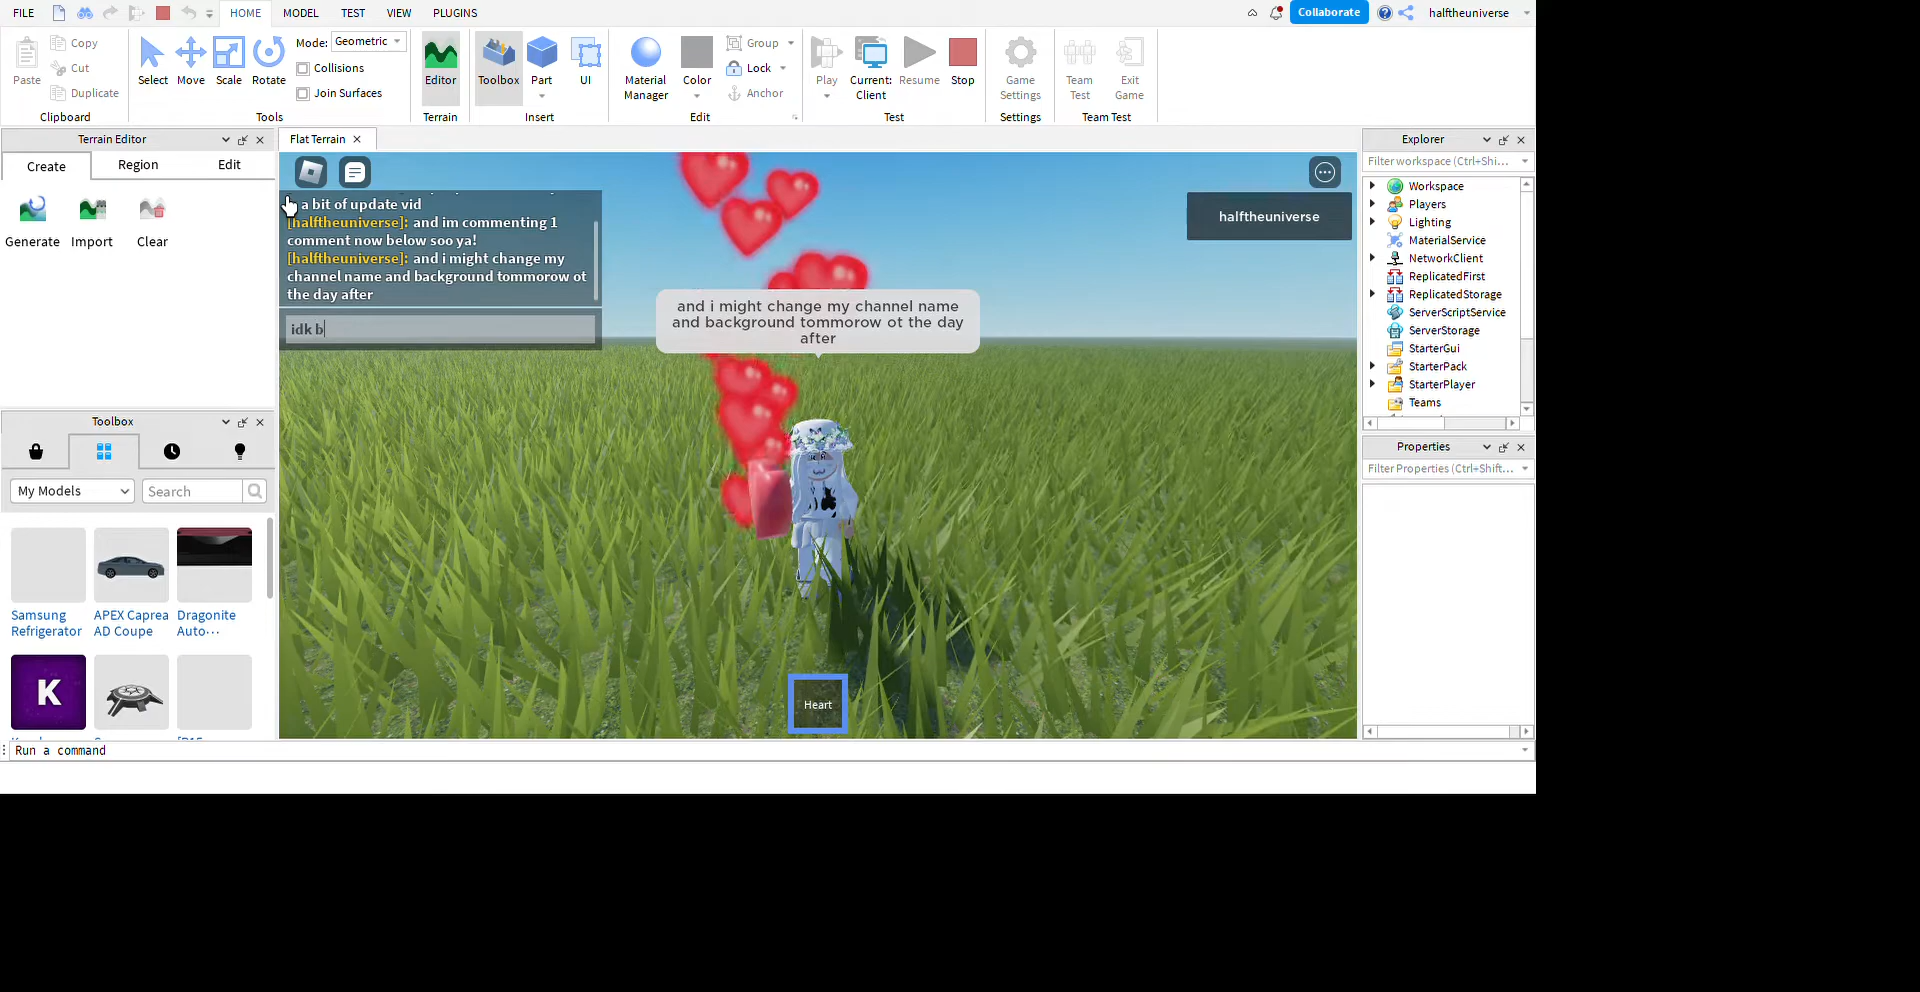 FILE HOME MODEL TEST VIEW PLUGINS Collaborate halftheuniverse
Paste Copy Cut Duplicate Clipboard
Select Move Scale Rotate Mode: Geometric Collisions Join Surfaces Tools
Editor Terrain
Toolbox Part UI Insert
Material Manager Color Group Lock Anchor Edit
Play Current: Client Resume Stop Test
Game Settings Settings
Team Test Exit Game Team Test
Terrain Editor
Create Region Edit
Generate Import Clear
Toolbox
My Models Search
Samsung Refrigerator
APEX Caprea AD Coupe
Dragonite Auto···
K
Flat Terrain
a bit of update vid
[halftheuniverse]: and im commenting 1
comment now below soo ya!
[halftheuniverse]: and i might change my
channel name and background tommorow ot
the day after
idk b
and i might change my channel name
and background tommorow ot the day
after
halftheuniverse
Heart
Explorer
Filter workspace (Ctrl+Shi...
Workspace
Players
Lighting
MaterialService
NetworkClient
ReplicatedFirst
ReplicatedStorage
ServerScriptService
ServerStorage
StarterGui
StarterPack
StarterPlayer
Teams
Properties
Filter Properties (Ctrl+Shift...
Run a command